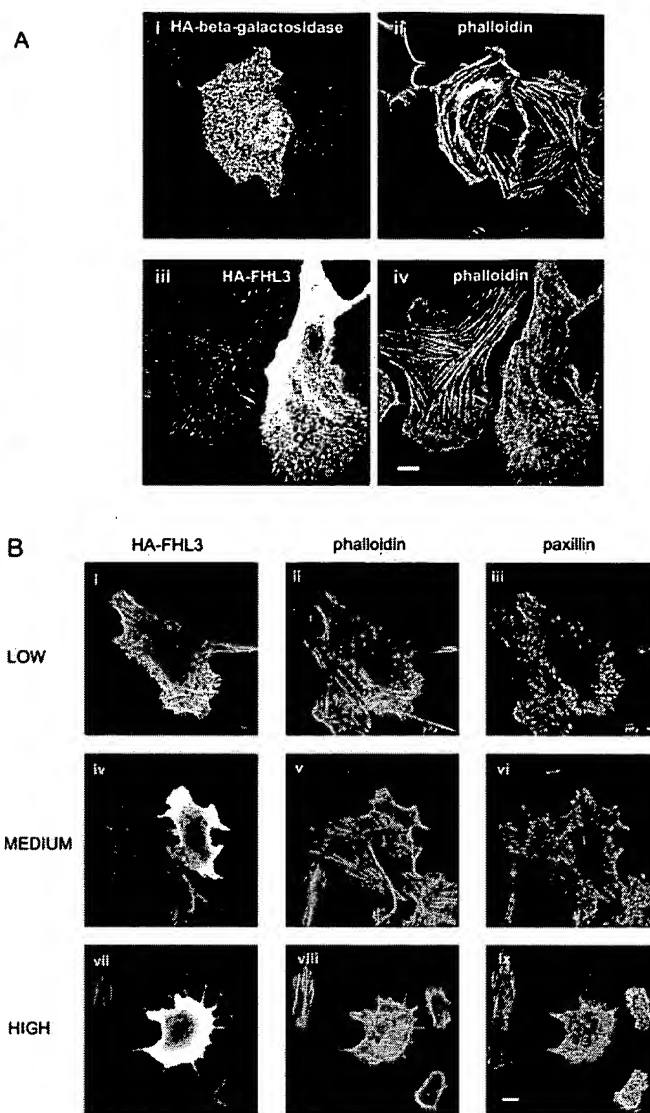 A
i HA-beta-galactosidase
ii phalloidin
iii HA-FHL3
iv phalloidin
B
HA-FHL3 phalloidin paxillin
LOW
i ii iii
MEDIUM
iv v vi
HIGH
vii viii ix